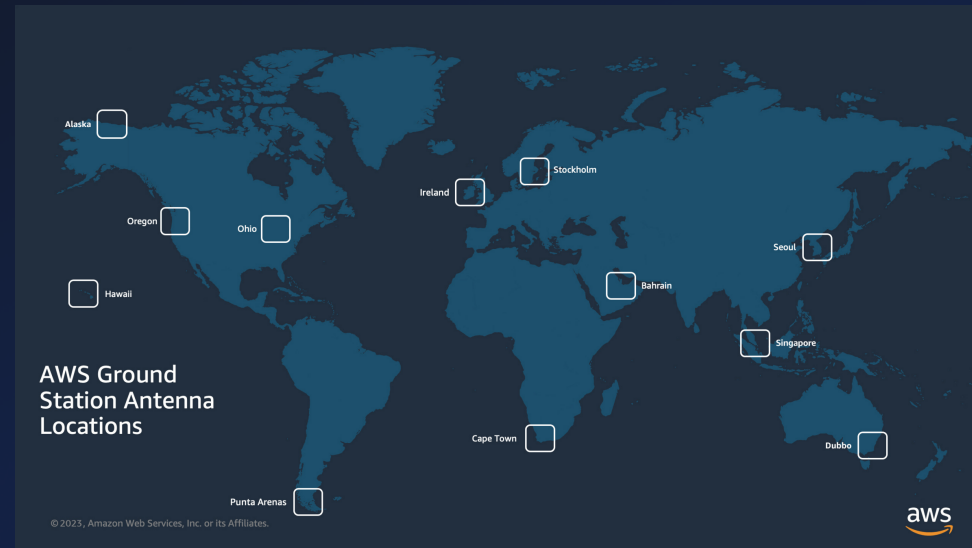 Alaska
Stockholm
Ireland
Oregon
Ohio
Seoul
Bahrain
Hawaii
Singapore
AWS Ground
Station Antenna
Locations
Cape Town
Dubbo
Punta Arenas
© 2023, Amazon Web Services, Inc. or its Affiliates.
aws